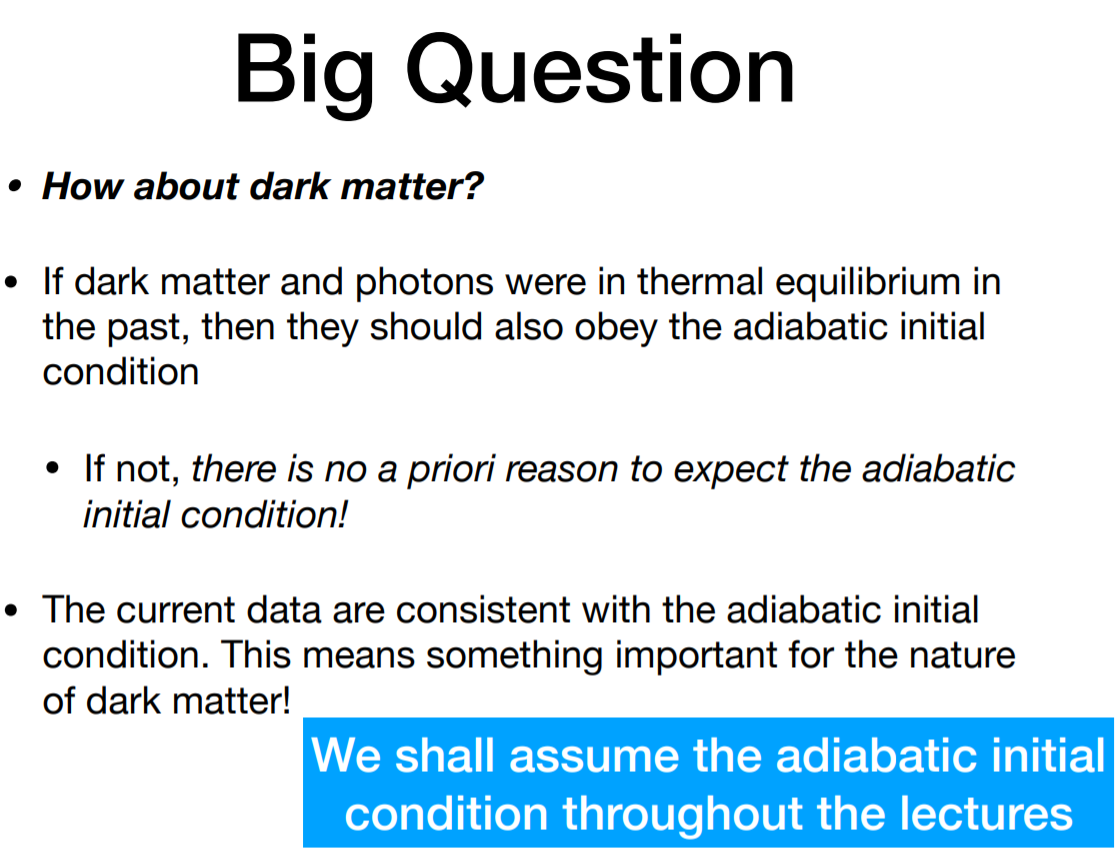 Big Question
• How about dark matter?
• If dark matter and photons were in thermal equilibrium in
the past, then they should also obey the adiabatic initial
condition
• If not, there is no a priori reason to expect the adiabatic
initial condition!
• The current data are consistent with the adiabatic initial
condition. This means something important for the nature
of dark matter!
We shall assume the adiabatic initial
condition throughout the lectures